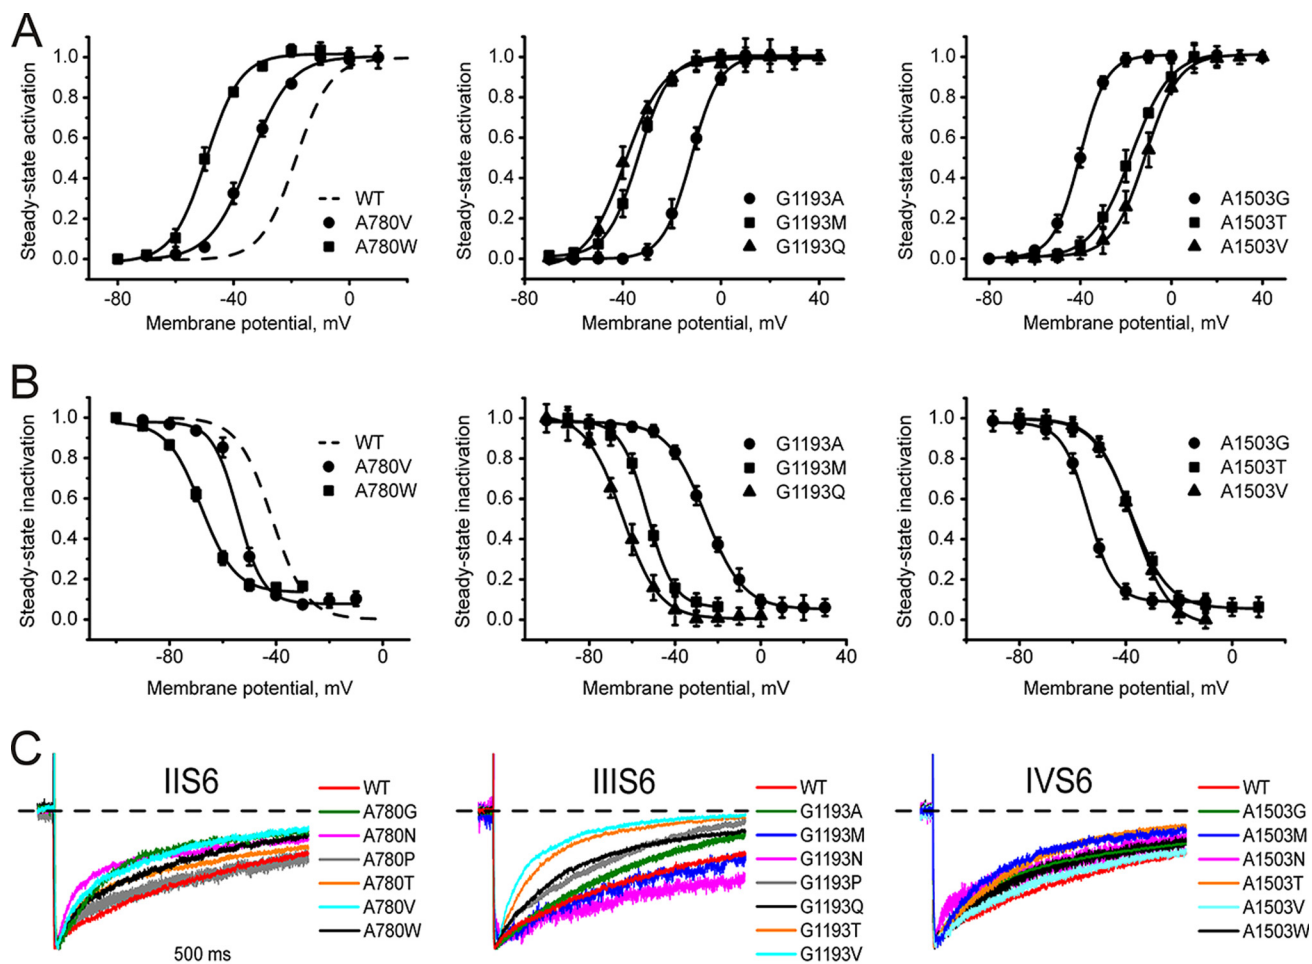 A
Steady-state activation
1.0
0.8
0.6
0.4
0.2
0.0
WT
A780V
A780W
-80
-40
0
Membrane potential, mV
Steady-state activation
1.0
0.8
0.6
0.4
0.2
0.0
G1193A
G1193M
G1193Q
-80
-40
0
40
Membrane potential, mV
Steady-state activation
1.0
0.8
0.6
0.4
0.2
0.0
A1503G
A1503T
A1503V
-80
-40
0
40
Membrane potential, mV
B
Steady-state inactivation
1.0
0.8
0.6
0.4
0.2
0.0
WT
A780V
A780W
-80
-40
0
Membrane potential, mV
Steady-state inactivation
1.0
0.8
0.6
0.4
0.2
0.0
G1193A
G1193M
G1193Q
-80
-40
0
40
Membrane potential, mV
Steady-state inactivation
1.0
0.8
0.6
0.4
0.2
0.0
A1503G
A1503T
A1503V
-80
-40
0
Membrane potential, mV
C
IIS6
WT
A780G
A780N
A780P
A780T
A780V
A780W
500 ms
IIIS6
WT
G1193A
G1193M
G1193N
G1193P
G1193Q
G1193T
G1193V
IVS6
WT
A1503G
A1503M
A1503N
A1503T
A1503V
A1503W